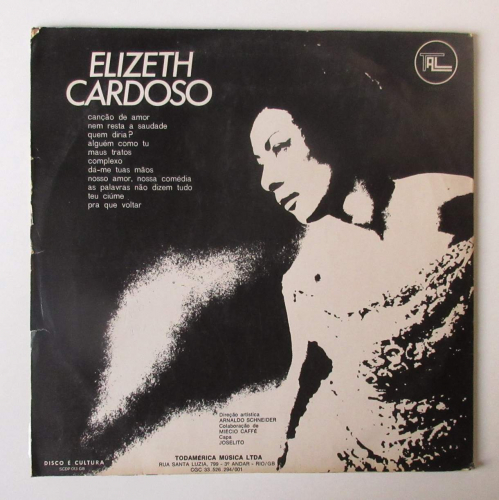 ELIZETH
CARDOSO
canção de amor
nem resta a saudade
quem diria?
alguém como tu
maus tratos
complexo
dá-me tuas mãos
nosso amor, nossa comédia
as palavras não dizem tudo
teu ciúme
pra que voltar
Direção artística
ARNALDO SCHNEIDER
Colaboração de
MIECIO CAFFÉ
Capa
JOSELITO
DISCO É CULTURA
TODAMÉRICA MÚSICA LTDA
RUA SANTA LUZIA, 799 - 3º ANDAR - RIO/GB